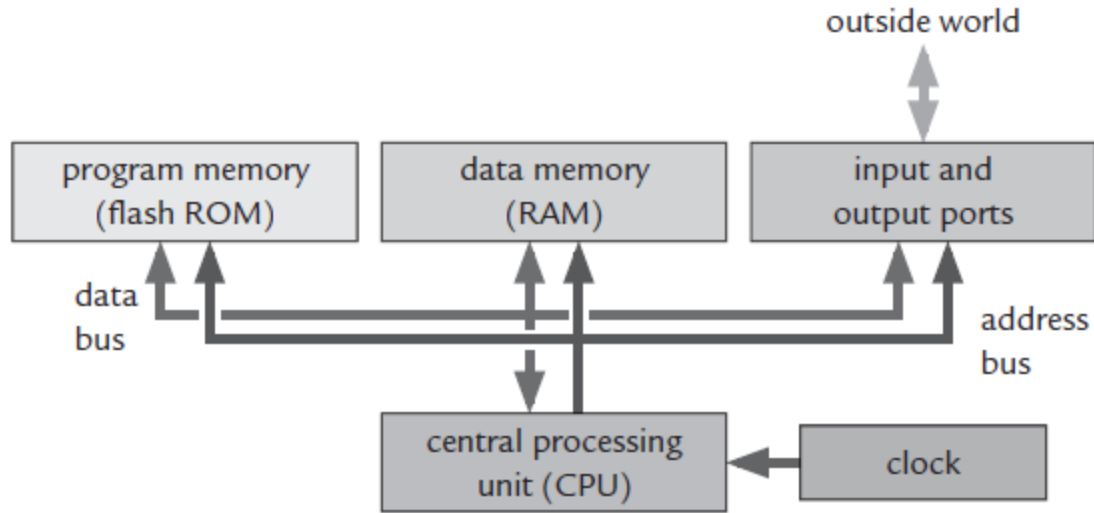 outside world
program memory
(flash ROM)
data memory
(RAM)
input and
output ports
data
bus
address
bus
central processing
unit (CPU)
clock